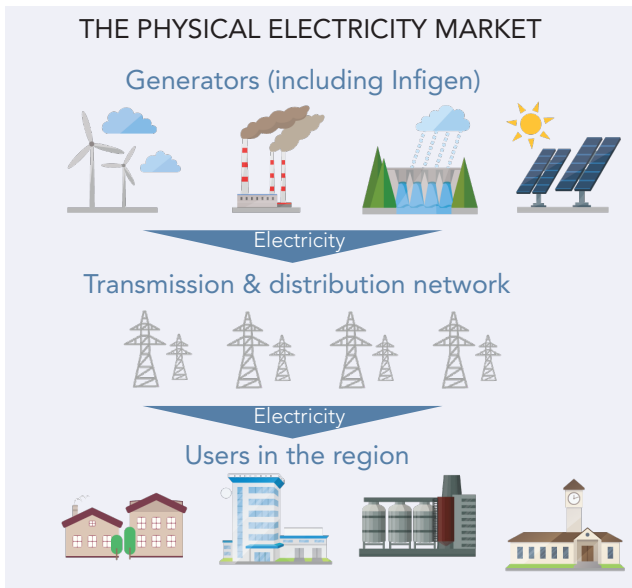 THE PHYSICAL ELECTRICITY MARKET
Generators (including Infigen)
Electricity
Transmission & distribution network
Electricity
Users in the region